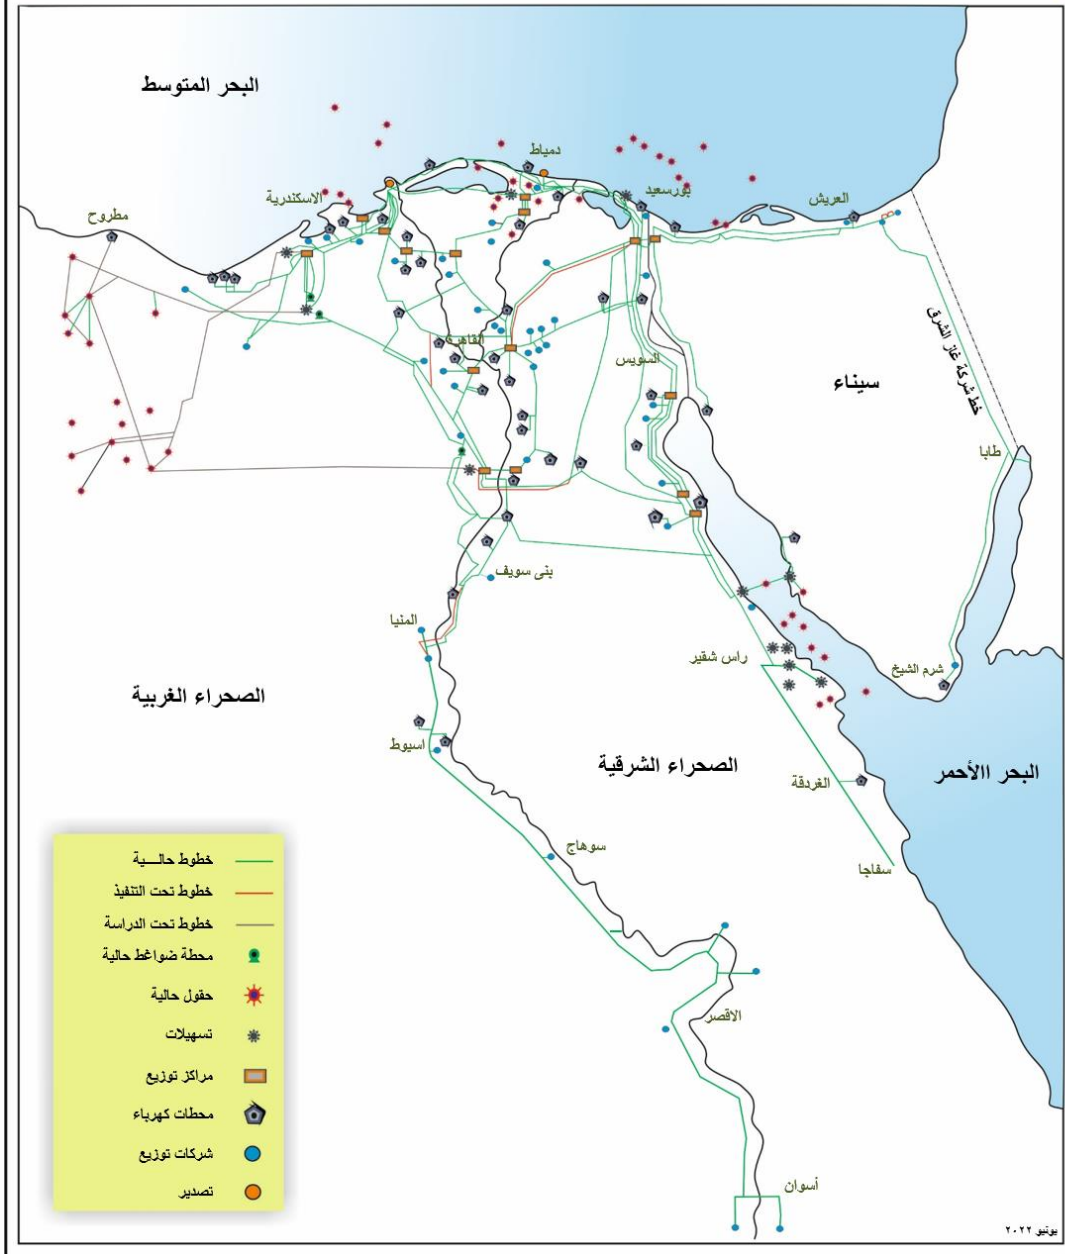 البحر المتوسط
دمياط
بورسعيد
الاسكندرية
العريش
مطروح
خط شركة غاز الشرق
القاهرة
السويس
سيناء
طابا
بنى سويف
المنيا
راس شقير
شرم الشيخ
الصحراء الغربية
اسيوط
الصحراء الشرقية
البحر االأحمر
الغردقة
سوهاج
سفاجا
خطوط حالـــية
خطوط تحت التنفيذ
خطوط تحت الدراسة
محطة ضواغط حالية
حقول حالية
تسهيلات
مراكز توزيع
محطات كهرباء
شركات توزيع
تصدير
الاقصر
أسوان
يونيو ٢٠٢٢